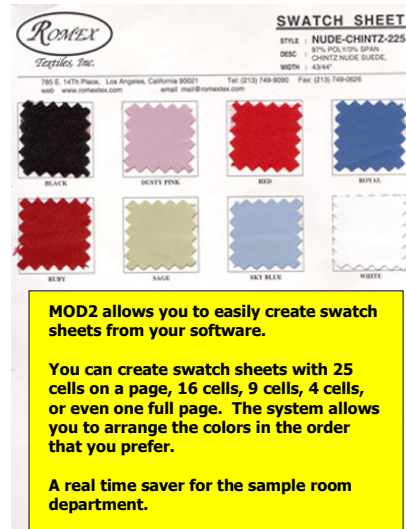 ROMEX
Textiles, Inc.
SWATCH SHEET
STYLE : NUDE-CHINTZ-225
DESC : 97% POLY/3% SPAN
CHINTZ NUDE SUEDE,
WIDTH : 43/44"
785 E. 14Th Place, Los Angeles, California 90021 Tel: (213) 749-9090 Fax: (213) 749-0626
web www.romextex.com email mail@romextex.com
BLACK DUSTY PINK RED ROYAL
RUBY SAGE SKY BLUE WHITE
MOD2 allows you to easily create swatch
sheets from your software.
You can create swatch sheets with 25
cells on a page, 16 cells, 9 cells, 4 cells,
or even one full page. The system allows
you to arrange the colors in the order
that you prefer.
A real time saver for the sample room
department.